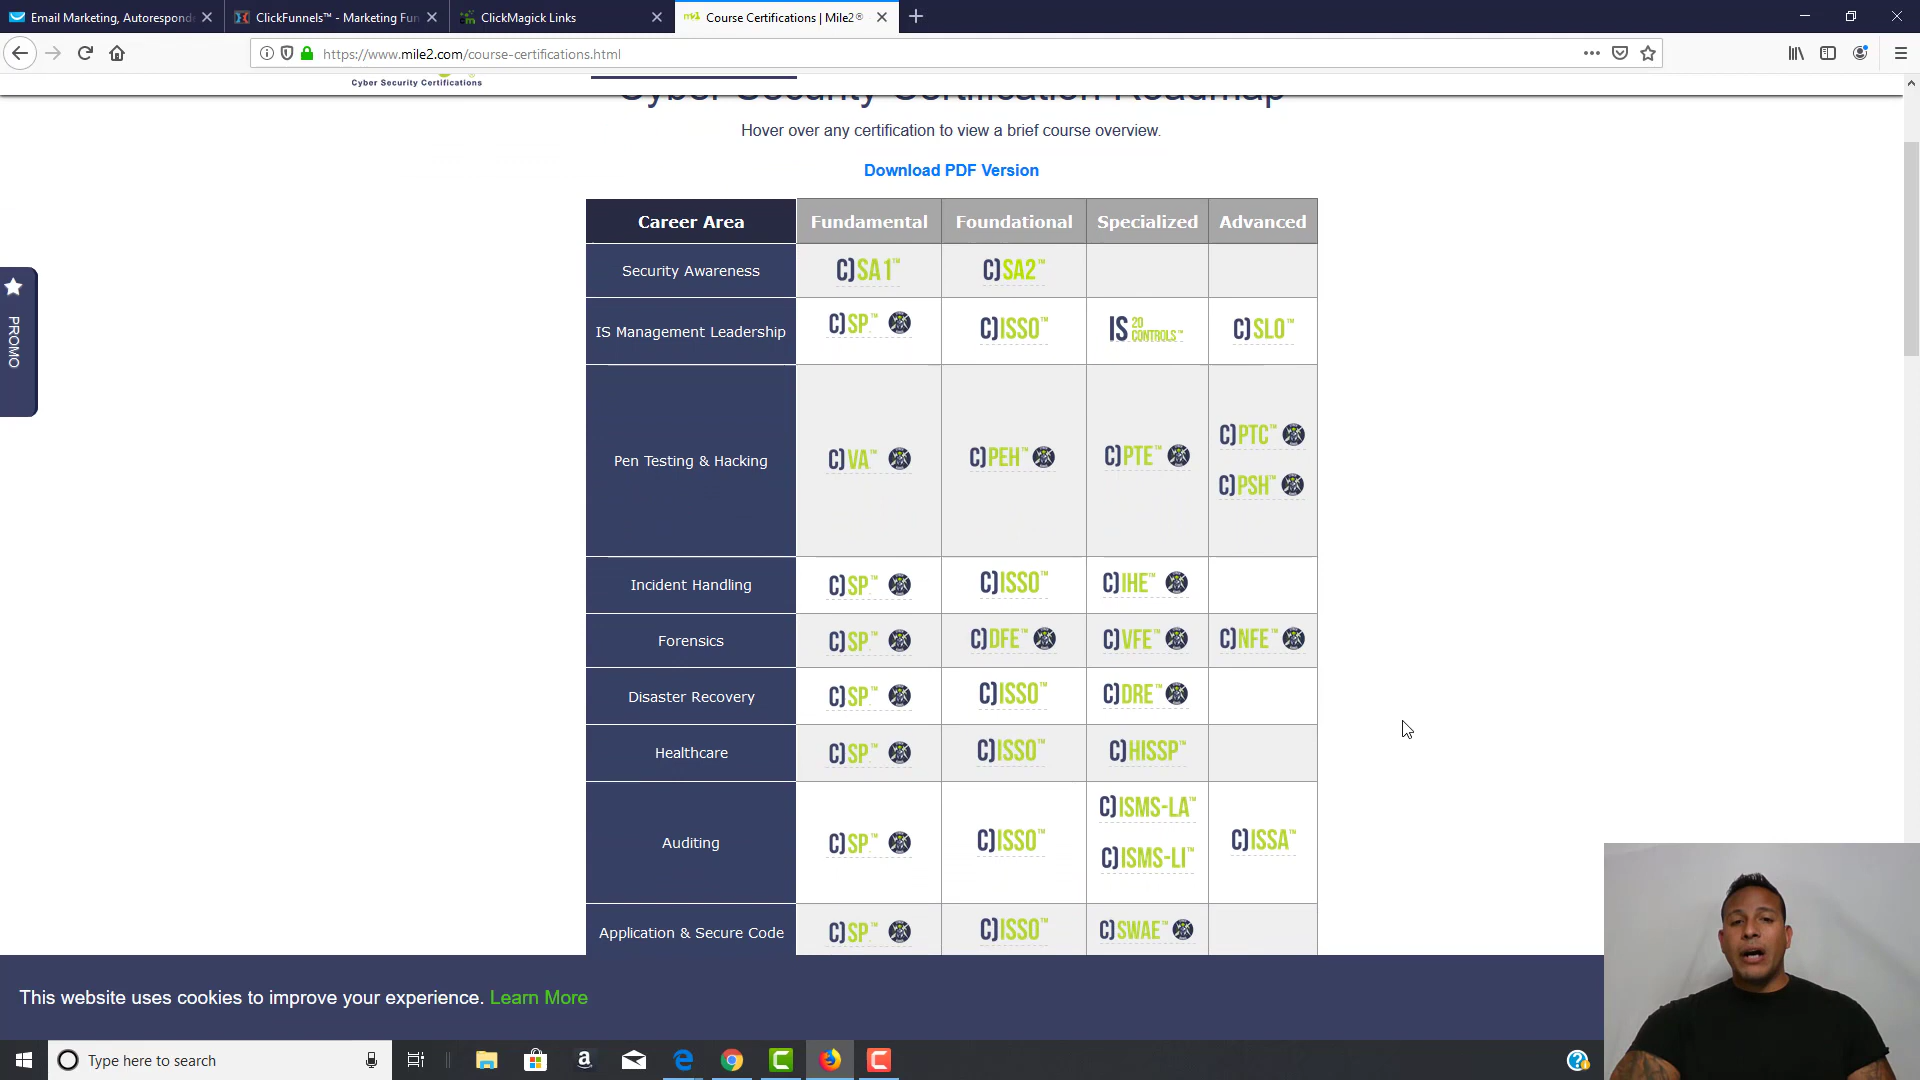 Email Marketing, Autorespond
ClickFunnels™ - Marketing Fun
ClickMagick Links
Course Certifications | Mile2®
https://www.mile2.com/course-certifications.html
Cyber Security Certifications
Cyber Security Certification Roadmap
Hover over any certification to view a brief course overview.
Download PDF Version
PROMO
Career Area Fundamental Foundational Specialized Advanced
Security Awareness C)SA1™ C)SA2™
IS Management Leadership C)SP™ C)ISSO™ IS 20 CONTROLS™ C)SLO™
Pen Testing & Hacking C)VA™ C)PEH™ C)PTE™ C)PTC™
C)PSH™
Incident Handling C)SP™ C)ISSO™ C)IHE™
Forensics C)SP™ C)DFE™ C)VFE™ C)NFE™
Disaster Recovery C)SP™ C)ISSO™ C)DRE™
Healthcare C)SP™ C)ISSO™ C)HISSP™
Auditing C)SP™ C)ISSO™ C)ISMS-LA™ C)ISSA™
C)ISMS-LI™
Application & Secure Code C)SP™ C)ISSO™ C)SWAE™
This website uses cookies to improve your experience. Learn More
Type here to search